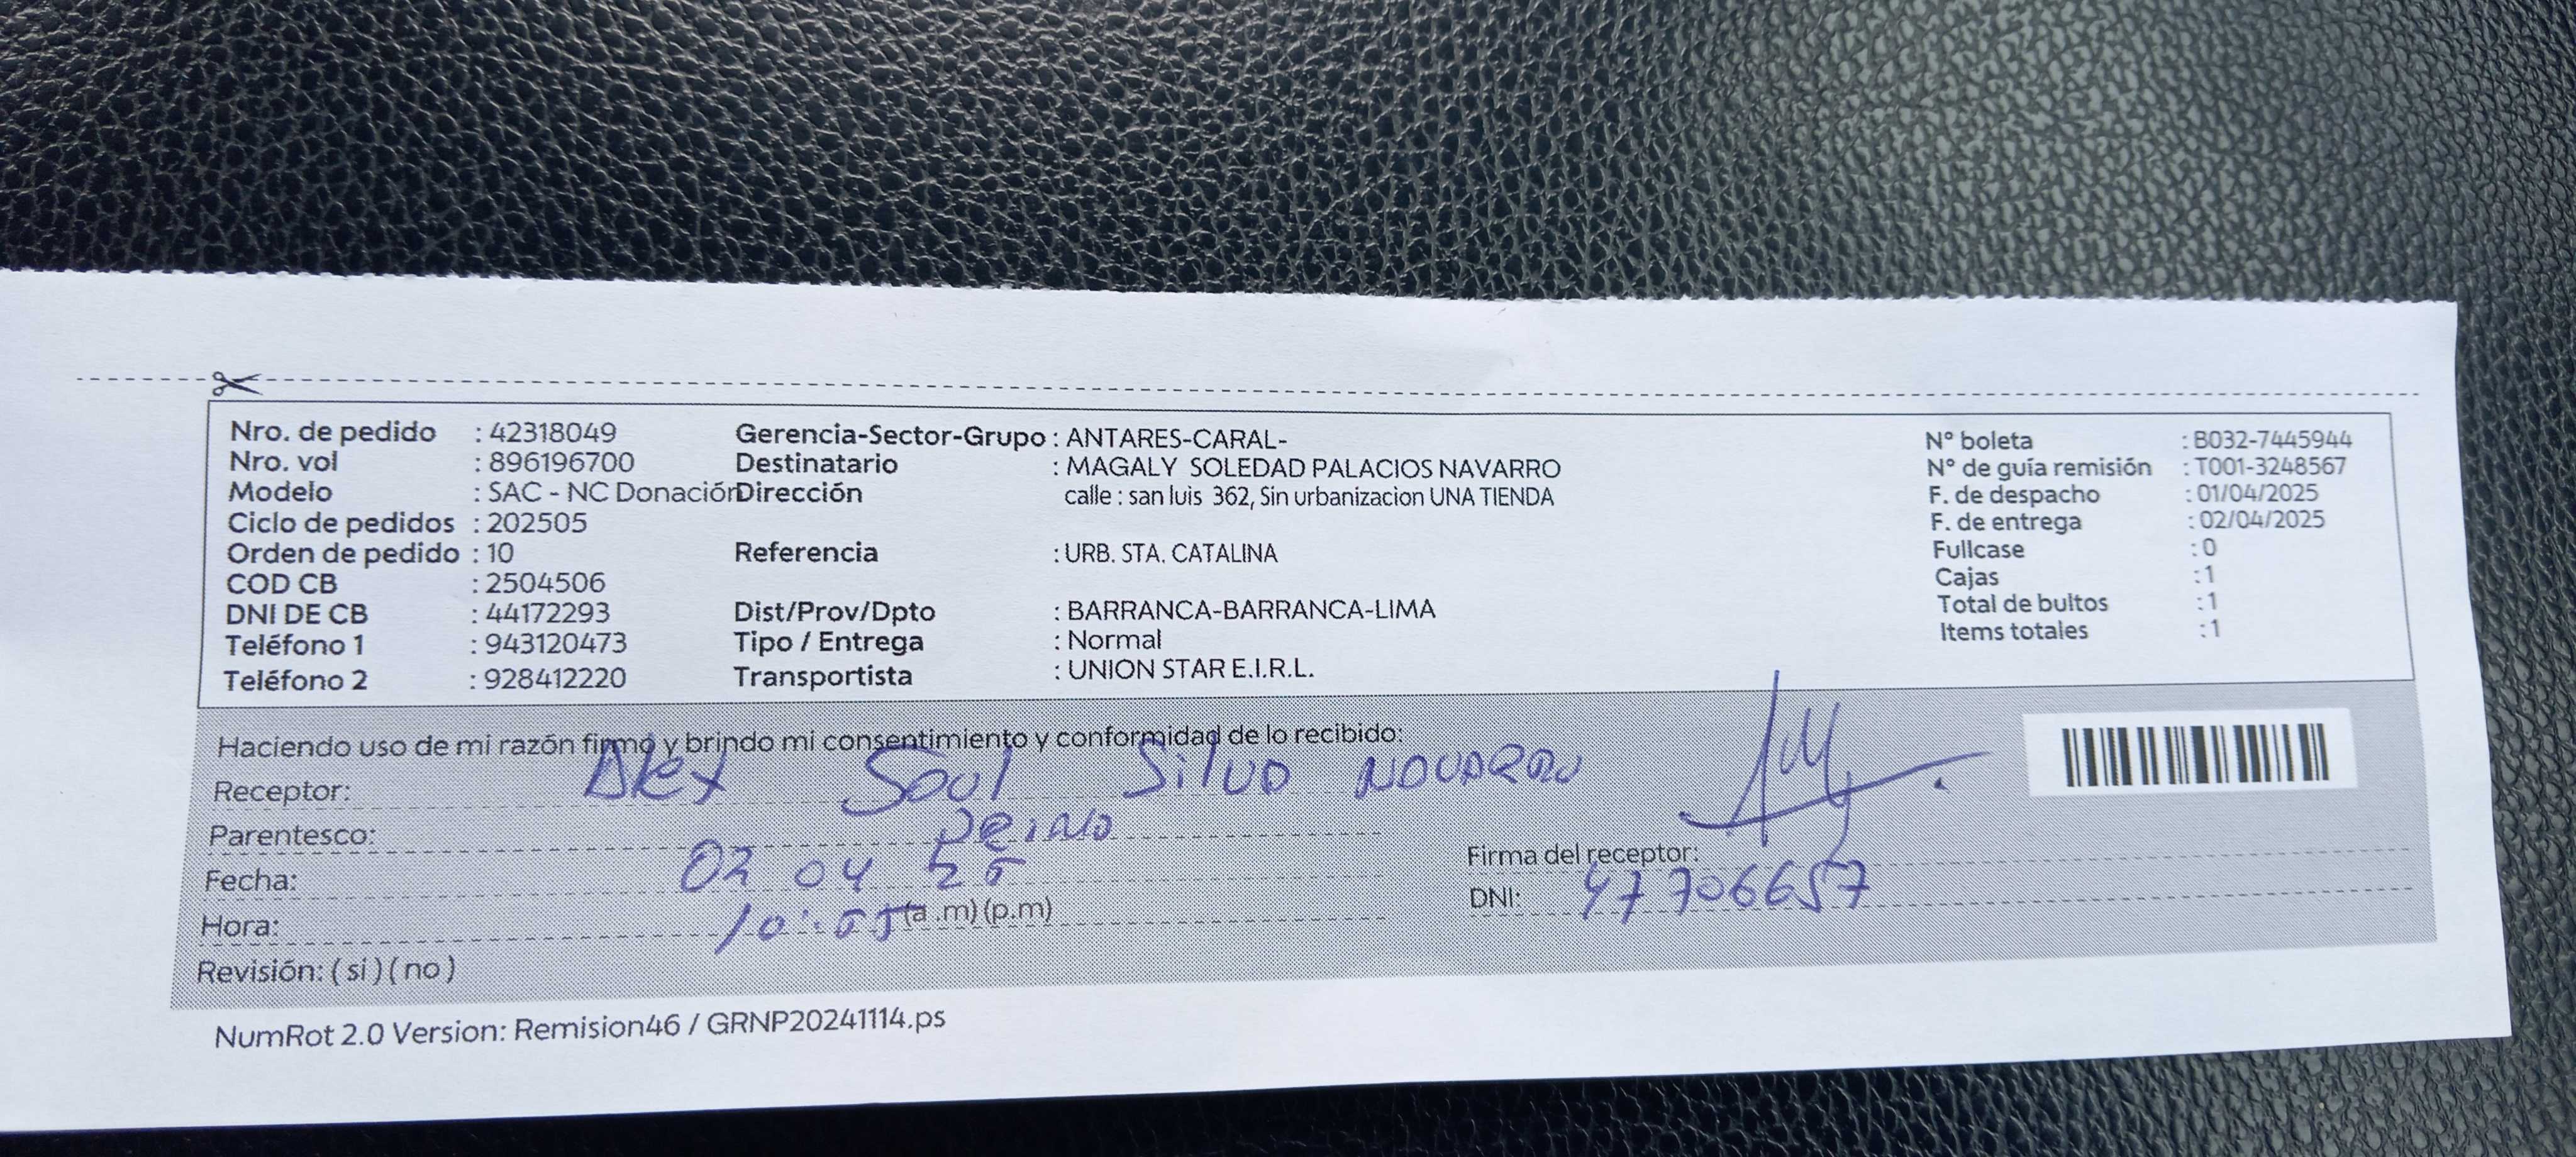 Nro. de pedido : 42318049 Gerencia-Sector-Grupo : ANTARES-CARAL- N° boleta : B032-7445944
Nro. vol : 896196700 Destinatario : MAGALY SOLEDAD PALACIOS NAVARRO N° de guía remisión : T001-3248567
Modelo : SAC - NC Donación Dirección calle : san luis 362, Sin urbanizacion UNA TIENDA F. de despacho : 01/04/2025
Ciclo de pedidos : 202505 F. de entrega : 02/04/2025
Orden de pedido : 10 Referencia : URB. STA. CATALINA Fullcase : 0
COD CB : 2504506 Cajas : 1
DNI DE CB : 44172293 Dist/Prov/Dpto : BARRANCA-BARRANCA-LIMA Total de bultos : 1
Teléfono 1 : 943120473 Tipo / Entrega : Normal Items totales : 1
Teléfono 2 : 928412220 Transportista : UNION STAR E.I.R.L.
Haciendo uso de mi razón firmo y brindo mi consentimiento y conformidad de lo recibido:
Receptor: Alex Saul Silva NAVARRO
Parentesco:
Fecha: 02 04 25 Firma del receptor:
Hora: 10:55 (a .m) (p.m) DNI: 47706657
Revisión: ( si ) ( no )
NumRot 2.0 Version: Remision46 / GRNP20241114.ps